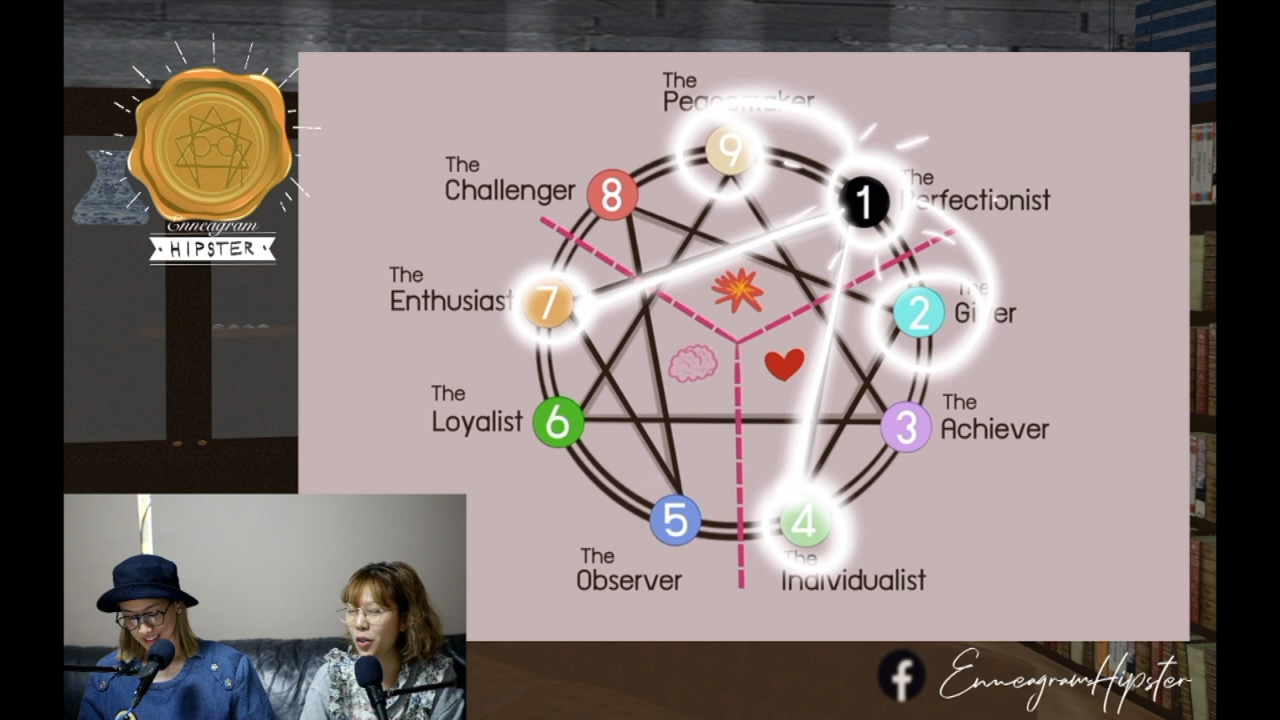 The
Peacemaker
9
The
Challenger
8
1
The
Perfectionist
The
Enthusiast
7
2
The
Giver
The
Loyalist
6
3
The
Achiever
5
4
The
Observer
The
Individualist
Enneagram
HIPSTER
f
EnneagramHipster